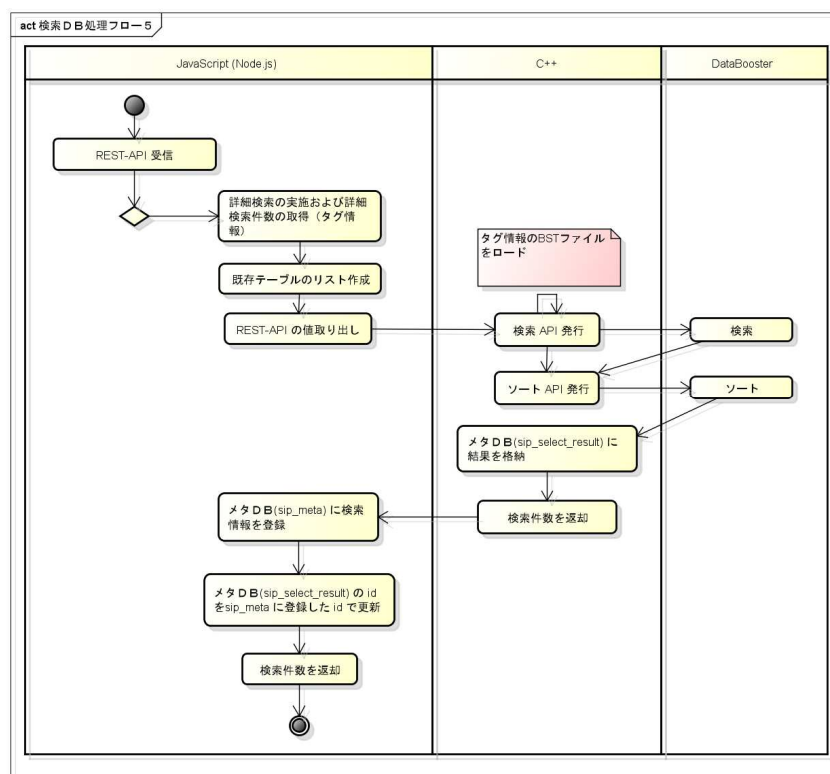 act 検索ＤＢ処理フロー５
JavaScript (Node.js)
C++
DataBooster
REST-API 受信
詳細検索の実施および詳細
検索件数の取得（タグ情
報）
既存テーブルのリスト作成
REST-API の値取り出し
タグ情報のBSTファイル
をロード
検索 API 発行
検索
ソート API 発行
ソート
メタＤＢ(sip_select_result) に
結果を格納
検索件数を返却
メタＤＢ(sip_meta) に検索
情報を登録
メタＤＢ(sip_select_result) の id
をsip_meta に登録した id で更新
検索件数を返却